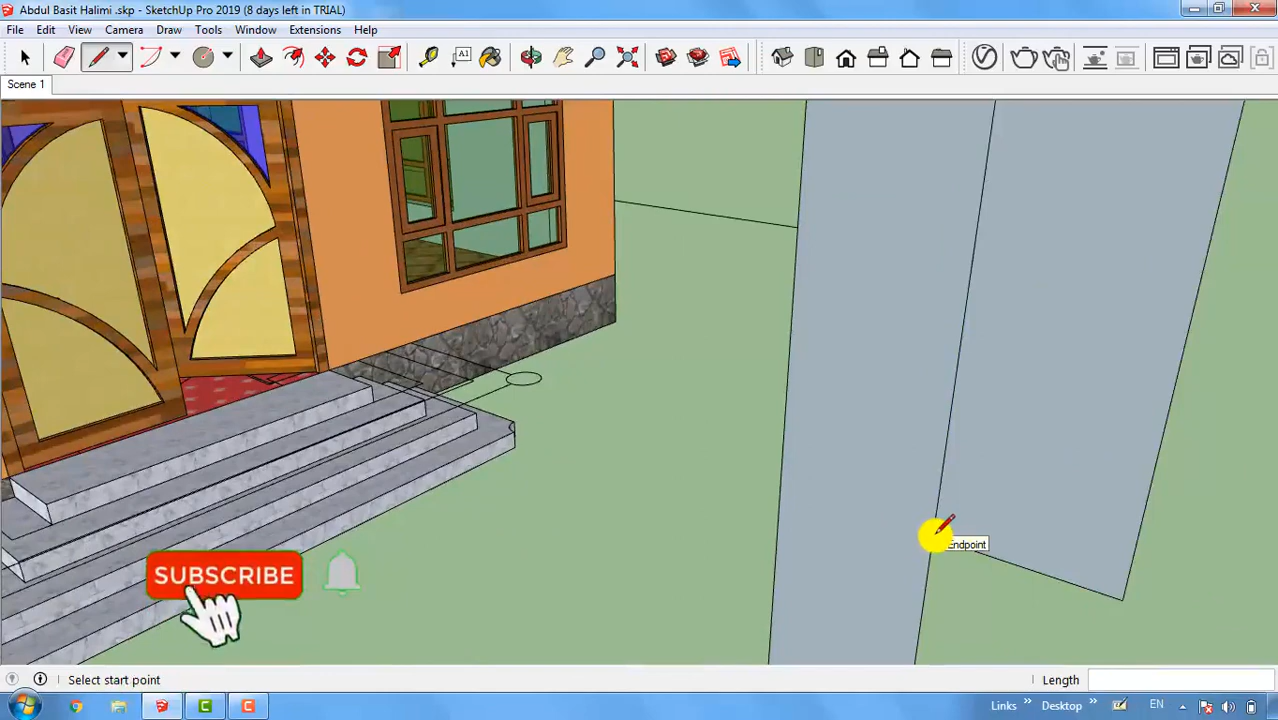 Abdul Basit Halimi .skp - SketchUp Pro 2019 (8 days left in TRIAL)
File Edit View Camera Draw Tools Window Extensions Help
A1
Scene 1
Endpoint
SUBSCRIBE
Select start point
Length
Links » Desktop » EN